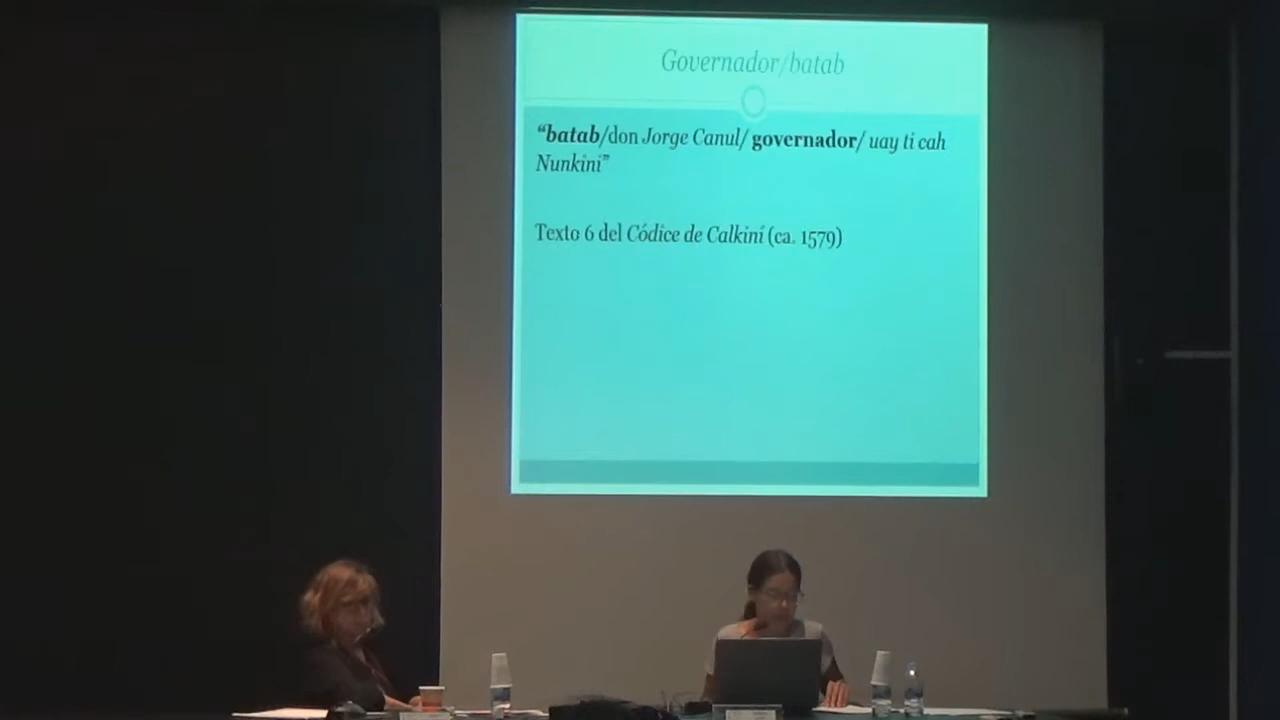 Governador/batab
“batab/don Jorge Canul/ governador/ uay ti cah
Nunkini”
Texto 6 del Códice de Calkiní (ca. 1579)